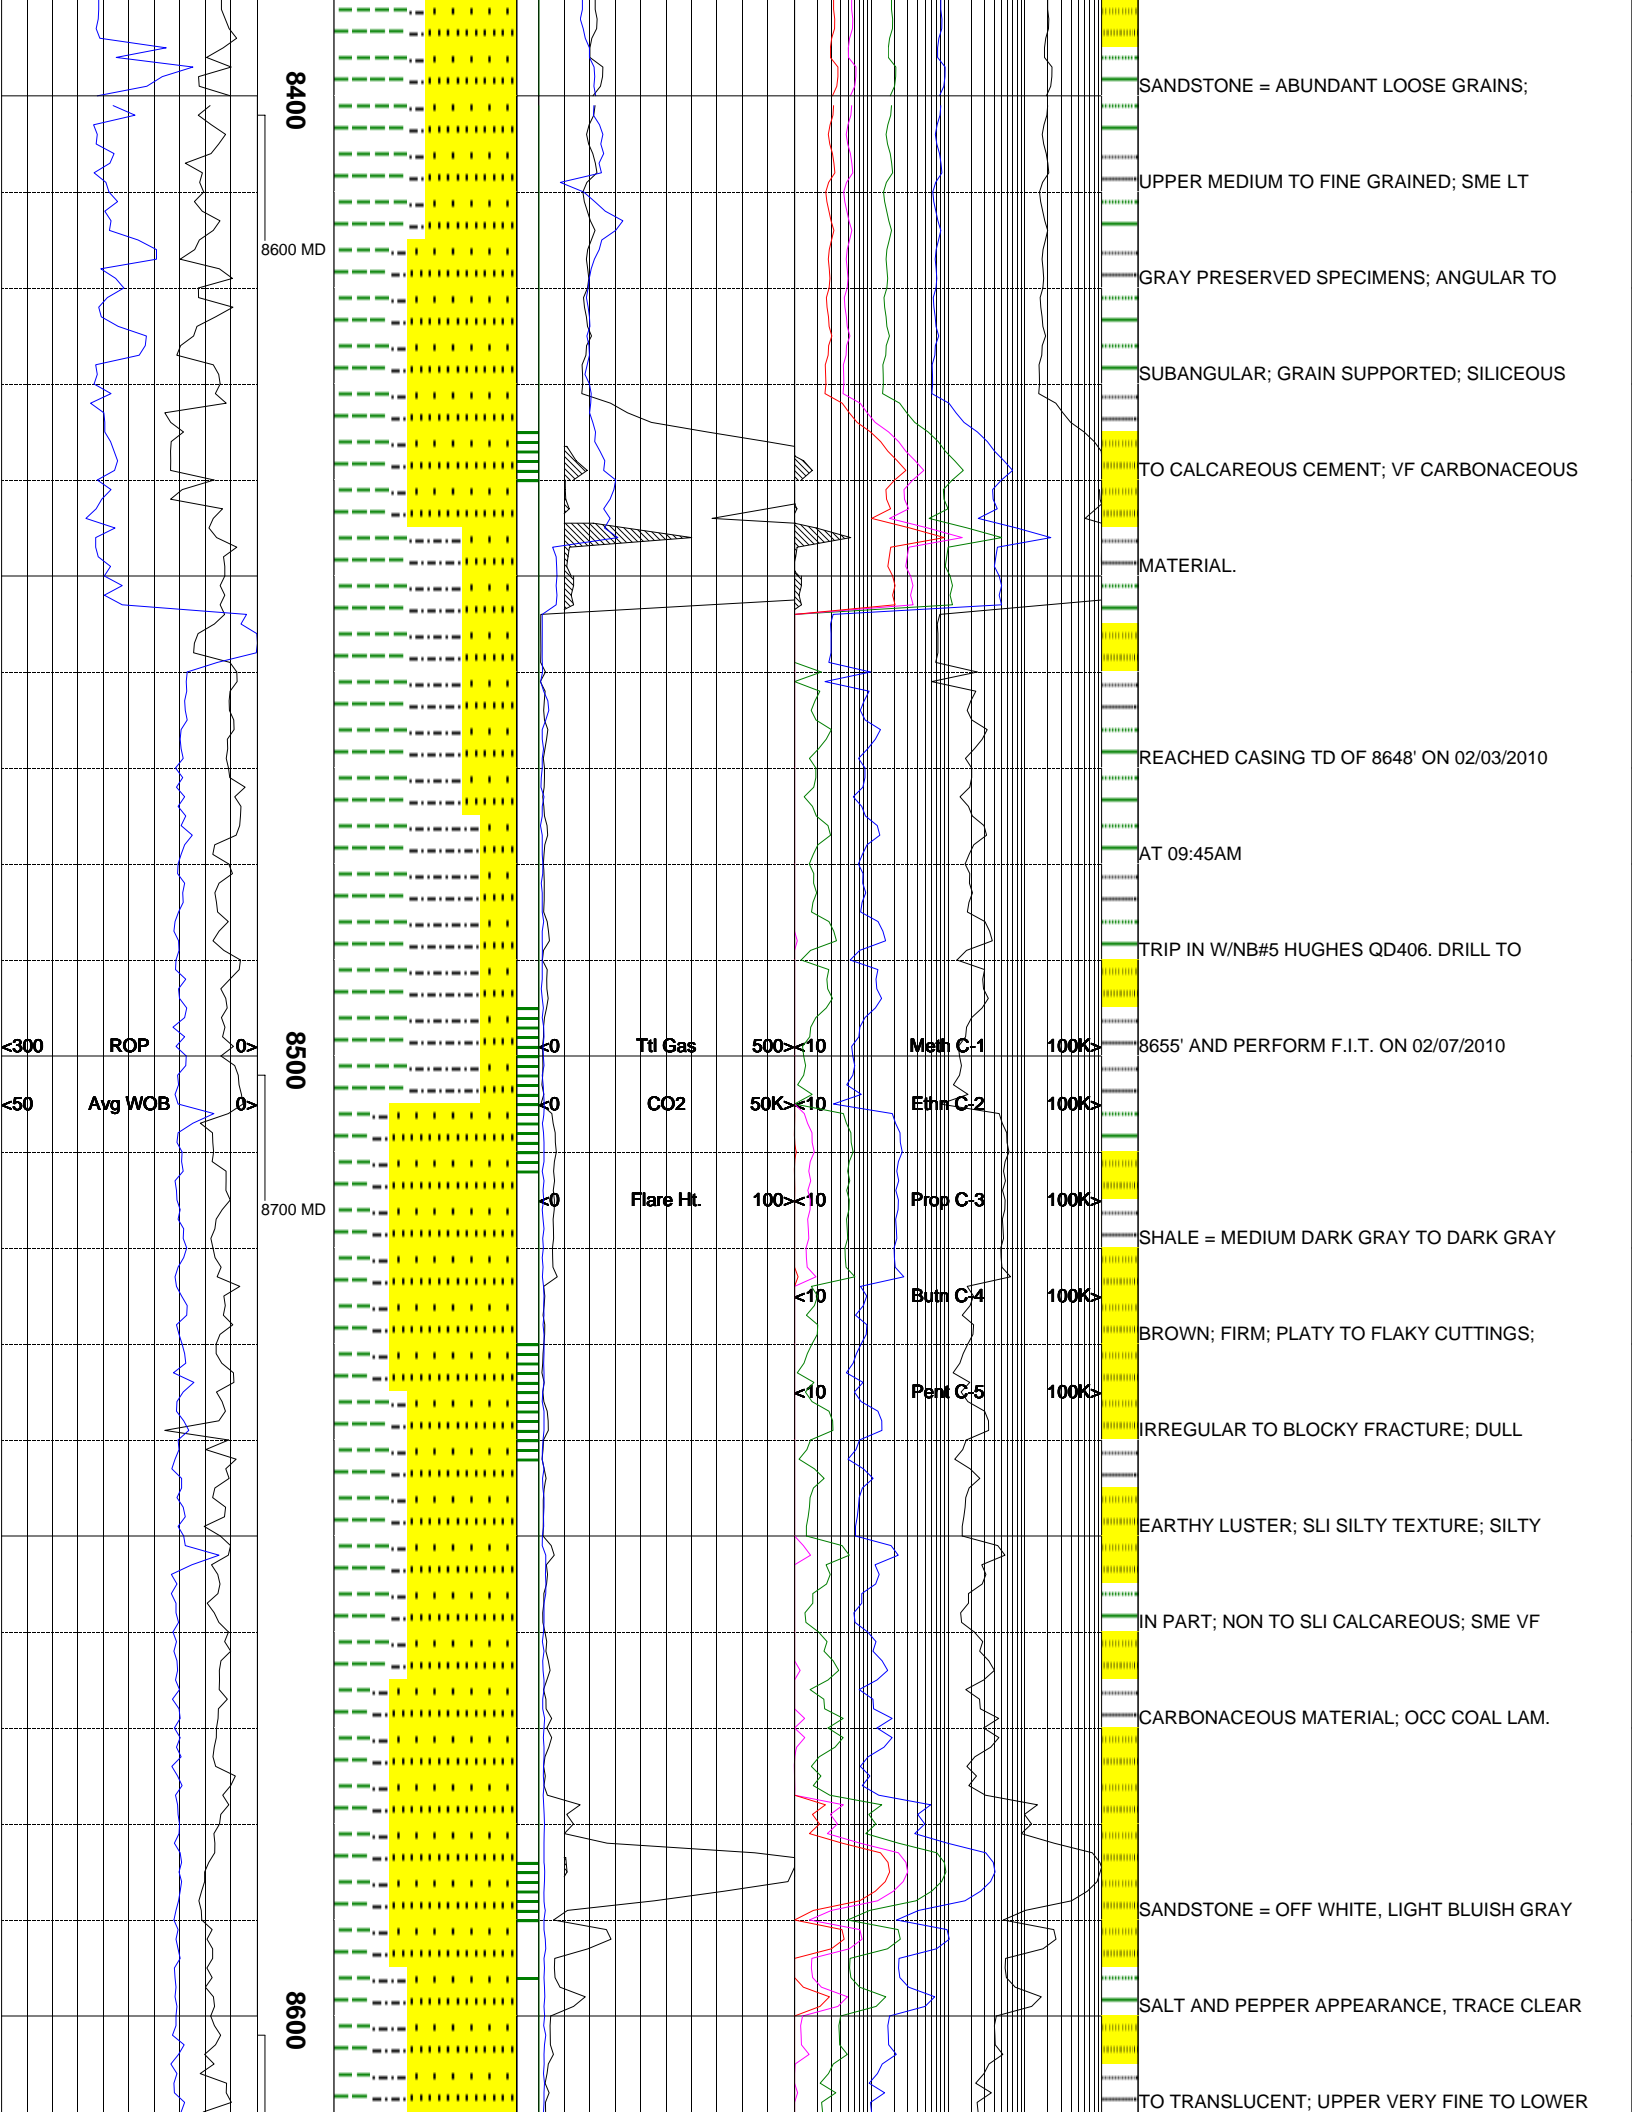 8400
SANDSTONE = ABUNDANT LOOSE GRAINS;
UPPER MEDIUM TO FINE GRAINED; SME LT
8600 MD
GRAY PRESERVED SPECIMENS; ANGULAR TO
SUBANGULAR; GRAIN SUPPORTED; SILICEOUS
TO CALCAREOUS CEMENT; VF CARBONACEOUS
MATERIAL.
REACHED CASING TD OF 8648' ON 02/03/2010
AT 09:45AM
TRIP IN W/NB#5 HUGHES QD406. DRILL TO
<300 ROP 0> 8500 <0 Ttl Gas 500> <10 Meth C-1 100K> 8655' AND PERFORM F.I.T. ON 02/07/2010
<50 Avg WOB 0> <0 CO2 50K> <10 Ethn C-2 100K>
8700 MD <0 Flare Ht. 100> <10 Prop C-3 100K>
SHALE = MEDIUM DARK GRAY TO DARK GRAY
<10 Butn C-4 100K>
BROWN; FIRM; PLATY TO FLAKY CUTTINGS;
<10 Pent C-5 100K>
IRREGULAR TO BLOCKY FRACTURE; DULL
EARTHY LUSTER; SLI SILTY TEXTURE; SILTY
IN PART; NON TO SLI CALCAREOUS; SME VF
CARBONACEOUS MATERIAL; OCC COAL LAM.
SANDSTONE = OFF WHITE, LIGHT BLUISH GRAY
8600
SALT AND PEPPER APPEARANCE, TRACE CLEAR
TO TRANSLUCENT; UPPER VERY FINE TO LOWER